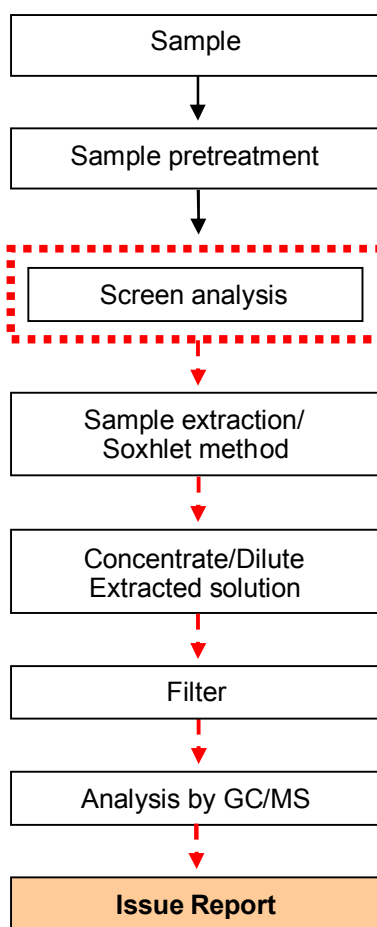 Sample
Sample pretreatment
Screen analysis
Sample extraction/
Soxhlet method
Concentrate/Dilute
Extracted solution
Filter
Analysis by GC/MS
Issue Report